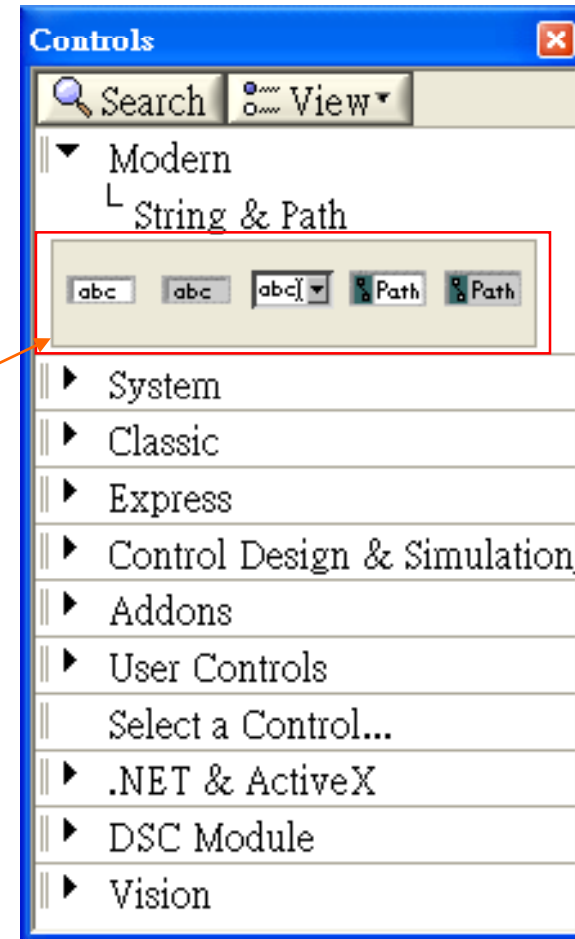 Controls
Search View
Modern
String & Path
abc abc abc Path Path
System
Classic
Express
Control Design & Simulation
Addons
User Controls
Select a Control...
.NET & ActiveX
DSC Module
Vision